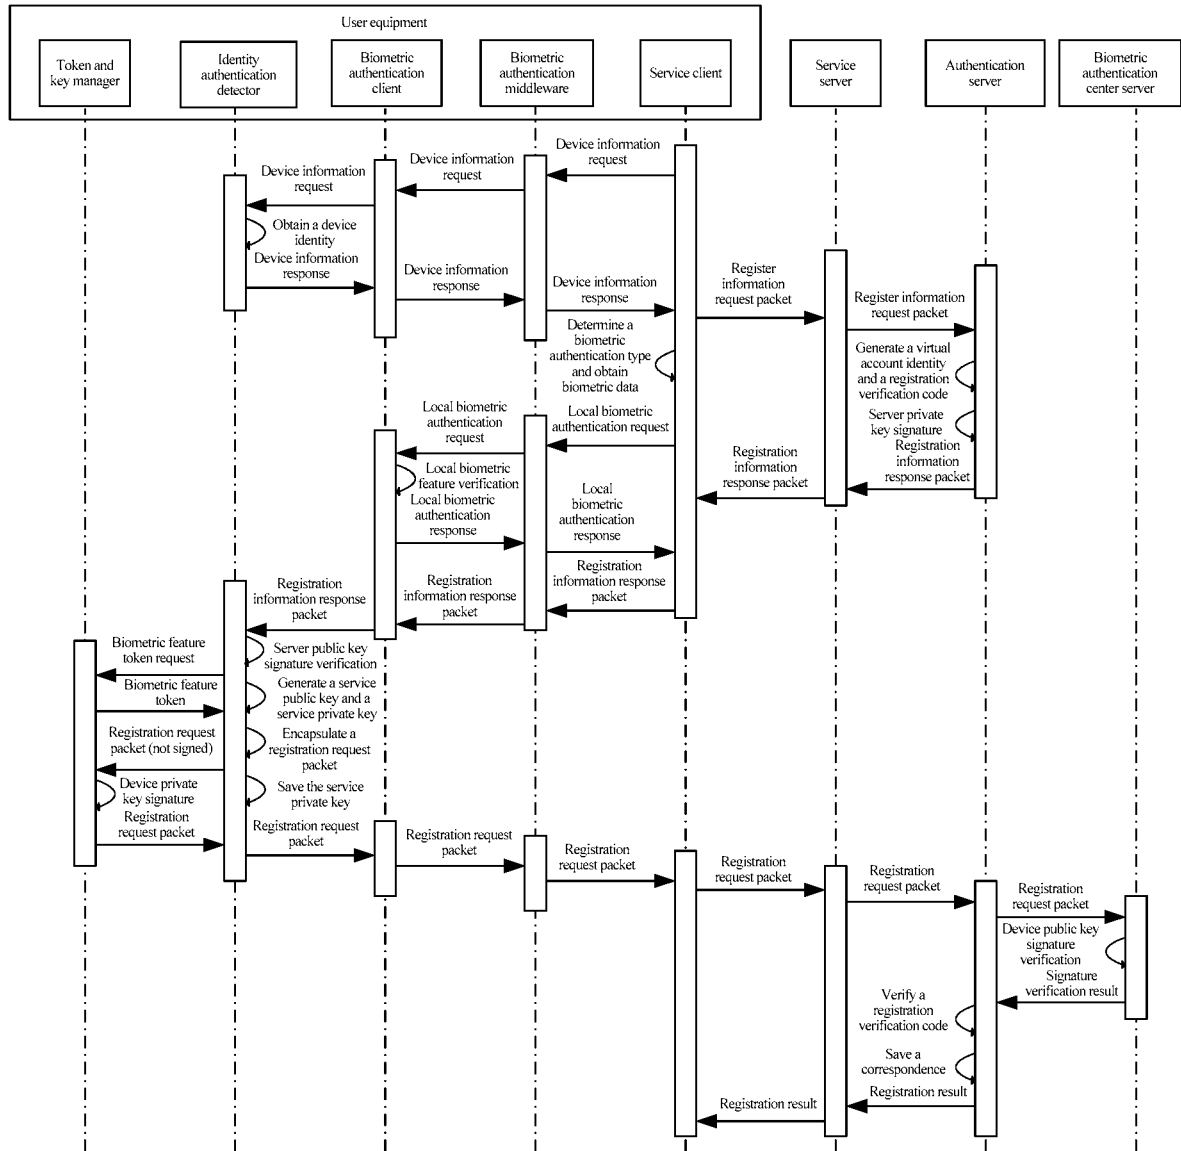 User equipment
Token and
key manager
Identity
authentication
detector
Biometric
authentication
client
Biometric
authentication
middleware
Service client
Service
server
Authentication
server
Biometric
authentication
center server
Device information
request
Device information
request
Device information
request
Obtain a device
identity
Device information
response
Device information
response
Device information
response
Register
information
request packet
Register information
request packet
Determine a
biometric
authentication type
and obtain
biometric data
Generate a virtual
account identity
and a registration
verification code
Server private
key signature
Local biometric
authentication request
Local biometric
authentication
request
Local biometric
feature verification
Registration
information
response packet
Registration
information
response packet
Local biometric
authentication
response
Local
biometric
authentication
response
Registration
information response
packet
Registration
information response
packet
Registration
information response
packet
Server public key
signature verification
Biometric feature
token request
Biometric feature
token
Generate a service
public key and a
service private key
Registration request
packet (not signed)
Encapsulate a
registration request
packet
Device private
key signature
Save the service
private key
Registration
request packet
Registration request
packet
Registration request
packet
Registration
request packet
Registration
request packet
Registration
request packet
Registration
request packet
Device public key
signature
verification
Signature
verification result
Verify a
registration
verification code
Save a
correspondence
Registration result
Registration result